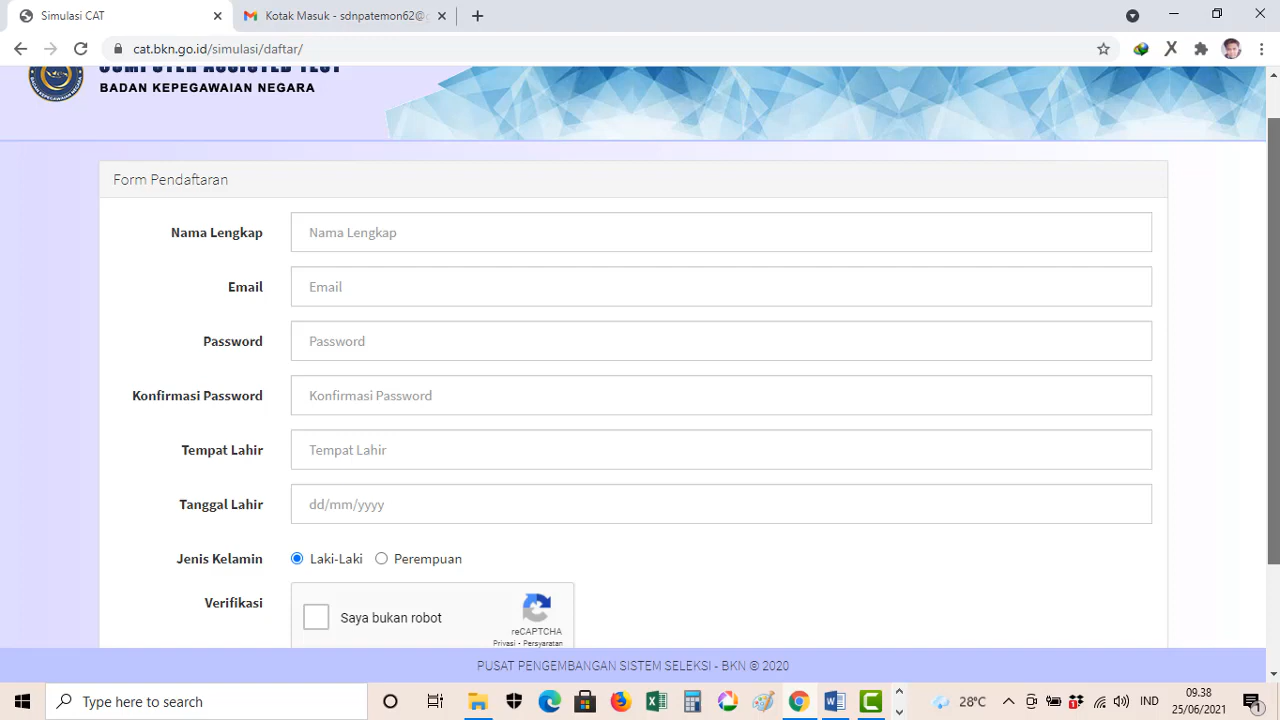 Simulasi CAT
Kotak Masuk - sdnpatemon62@g
cat.bkn.go.id/simulasi/daftar/
COMPUTER ASSISTED TEST
BADAN KEPEGAWAIAN NEGARA
Form Pendaftaran
Nama Lengkap Nama Lengkap
Email Email
Password Password
Konfirmasi Password Konfirmasi Password
Tempat Lahir Tempat Lahir
Tanggal Lahir dd/mm/yyyy
Jenis Kelamin Laki-Laki Perempuan
Verifikasi Saya bukan robot
reCAPTCHA
Privasi - Persyaratan
PUSAT PENGEMBANGAN SISTEM SELEKSI - BKN © 2020
Type here to search
28°C
IND
09.38
25/06/2021